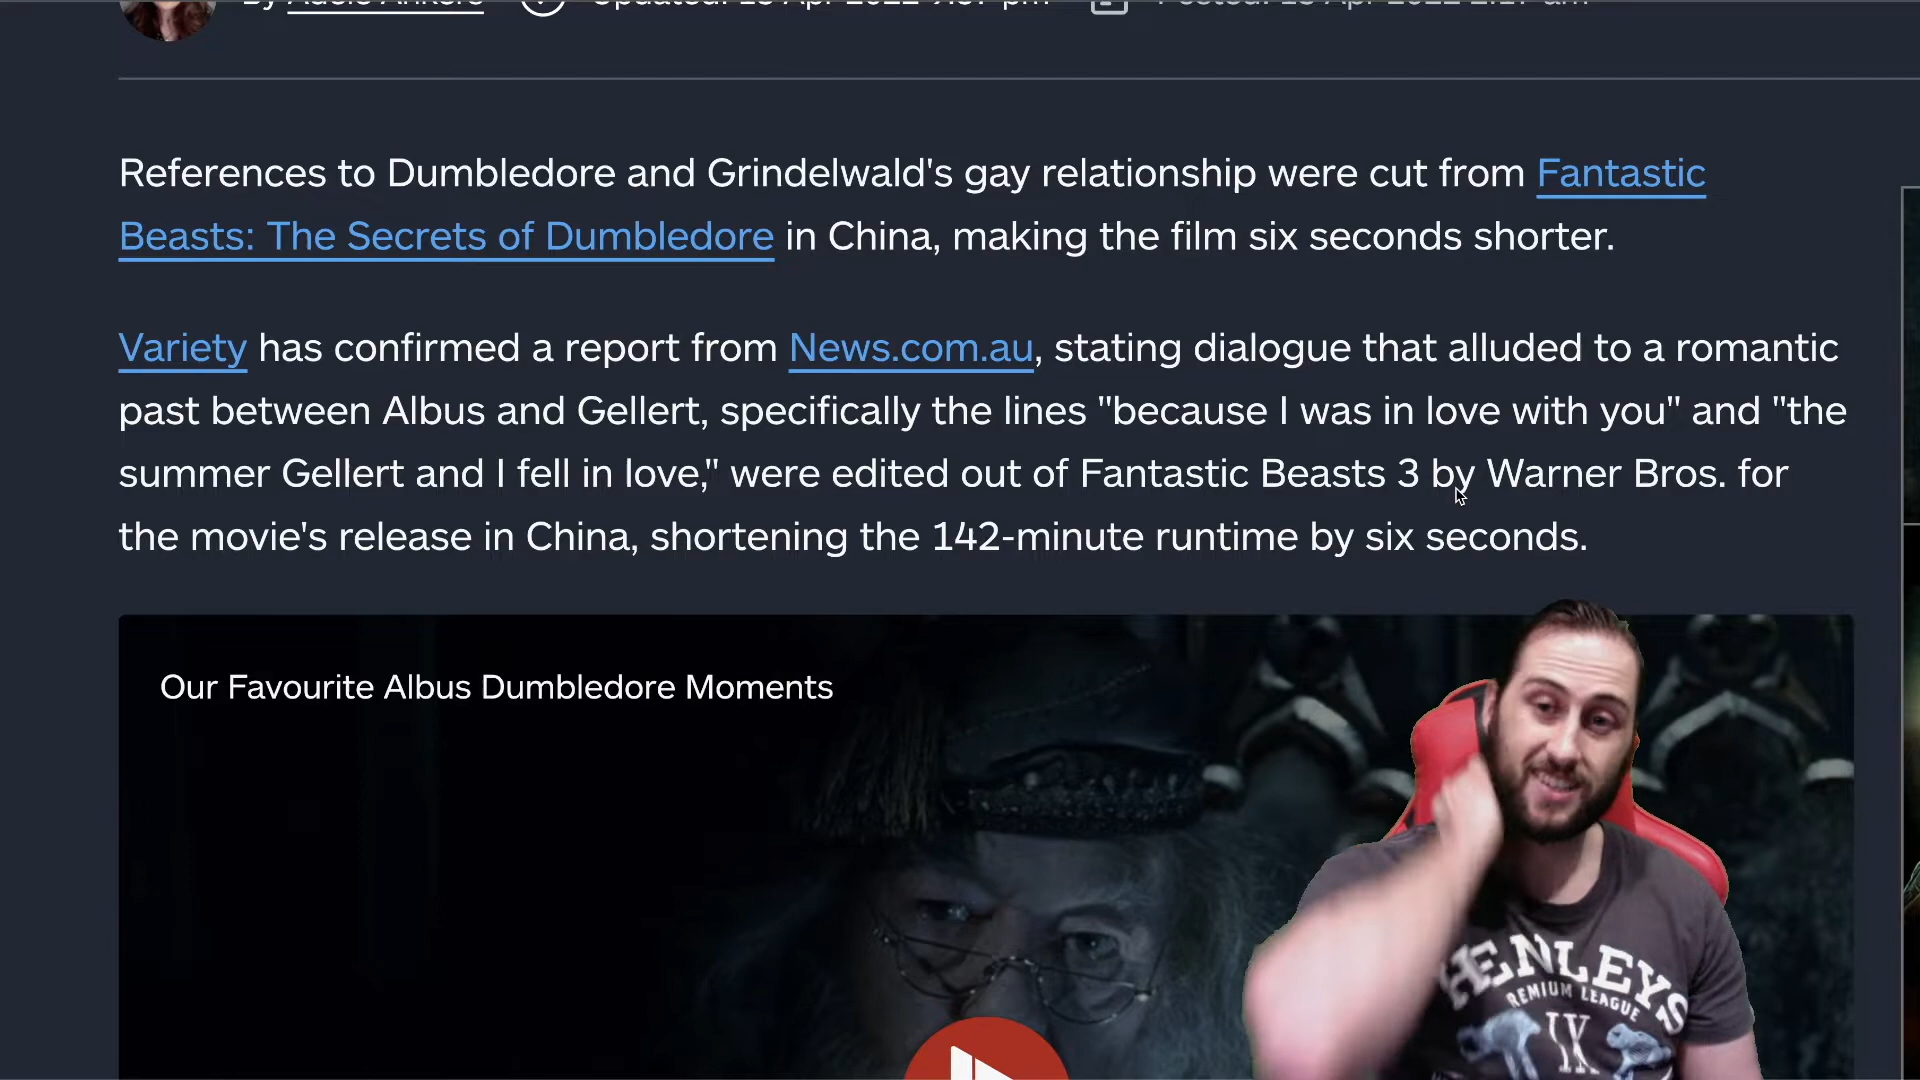 References to Dumbledore and Grindelwald's gay relationship were cut from Fantastic
Beasts: The Secrets of Dumbledore in China, making the film six seconds shorter.
Variety has confirmed a report from News.com.au, stating dialogue that alluded to a romantic
past between Albus and Gellert, specifically the lines "because I was in love with you" and "the
summer Gellert and I fell in love," were edited out of Fantastic Beasts 3 by Warner Bros. for
the movie's release in China, shortening the 142-minute runtime by six seconds.
Our Favourite Albus Dumbledore Moments
HENLEYS
PREMIUM LEAGUE
IX